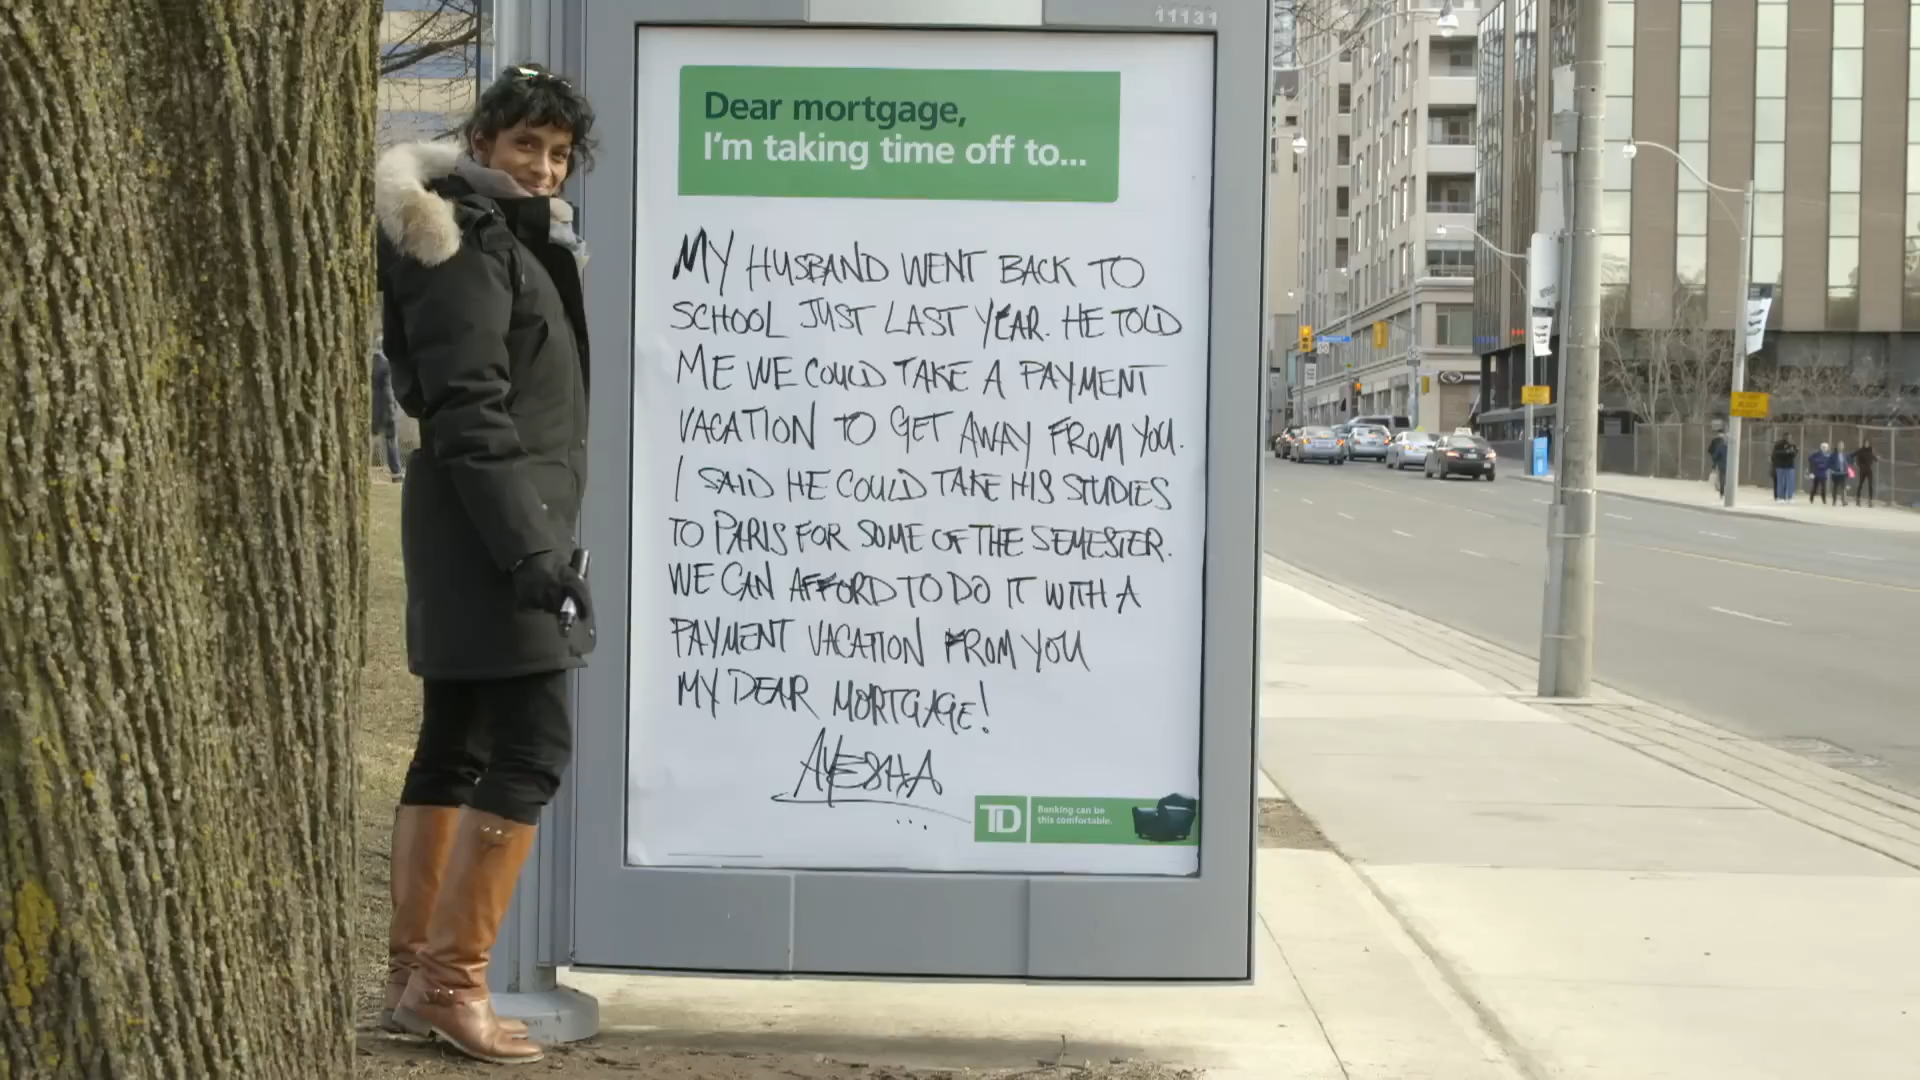 11131
Dear mortgage,
I'm taking time off to...
MY HUSBAND WENT BACK TO
SCHOOL JUST LAST YEAR. HE TOLD
ME WE COULD TAKE A PAYMENT
VACATION TO GET AWAY FROM YOU.
I SAID HE COULD TAKE HIS STUDIES
TO PARIS FOR SOME OF THE SEMESTER.
WE CAN AFFORD TO DO IT WITH A
PAYMENT VACATION FROM YOU
MY DEAR MORTGAGE!
AYESHA
...
TD
Banking can be
this comfortable.